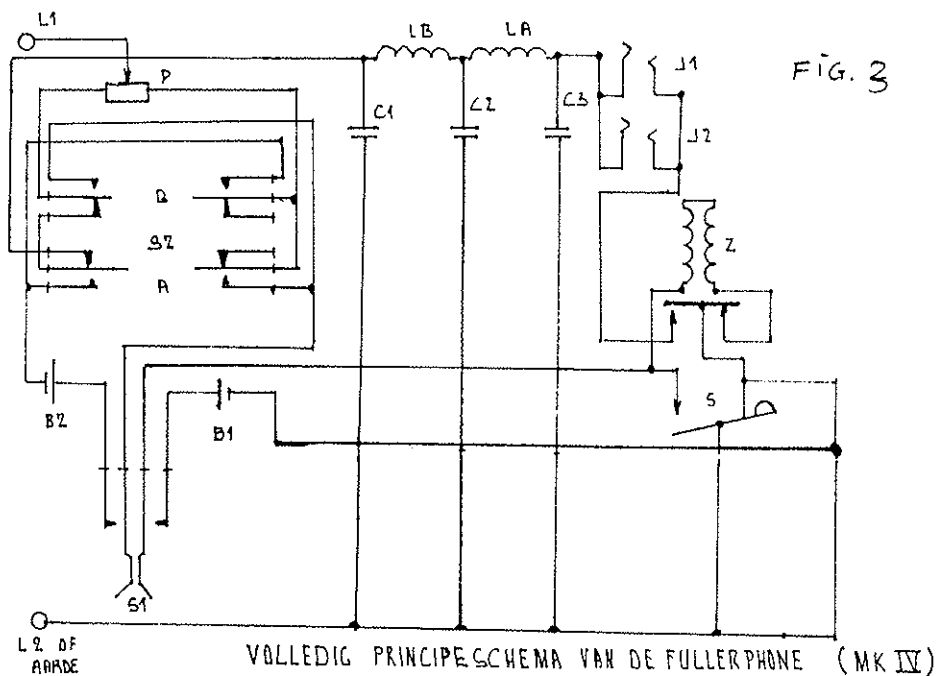 L1
LB
LA
FIG. 3
P
C1
C2
C3
J1
J2
B
S2
A
Z
B2
B1
S
S1
L2 OF
AARDE
VOLLEDIG PRINCIPESCHEMA VAN DE FULLERPHONE (MK IV)